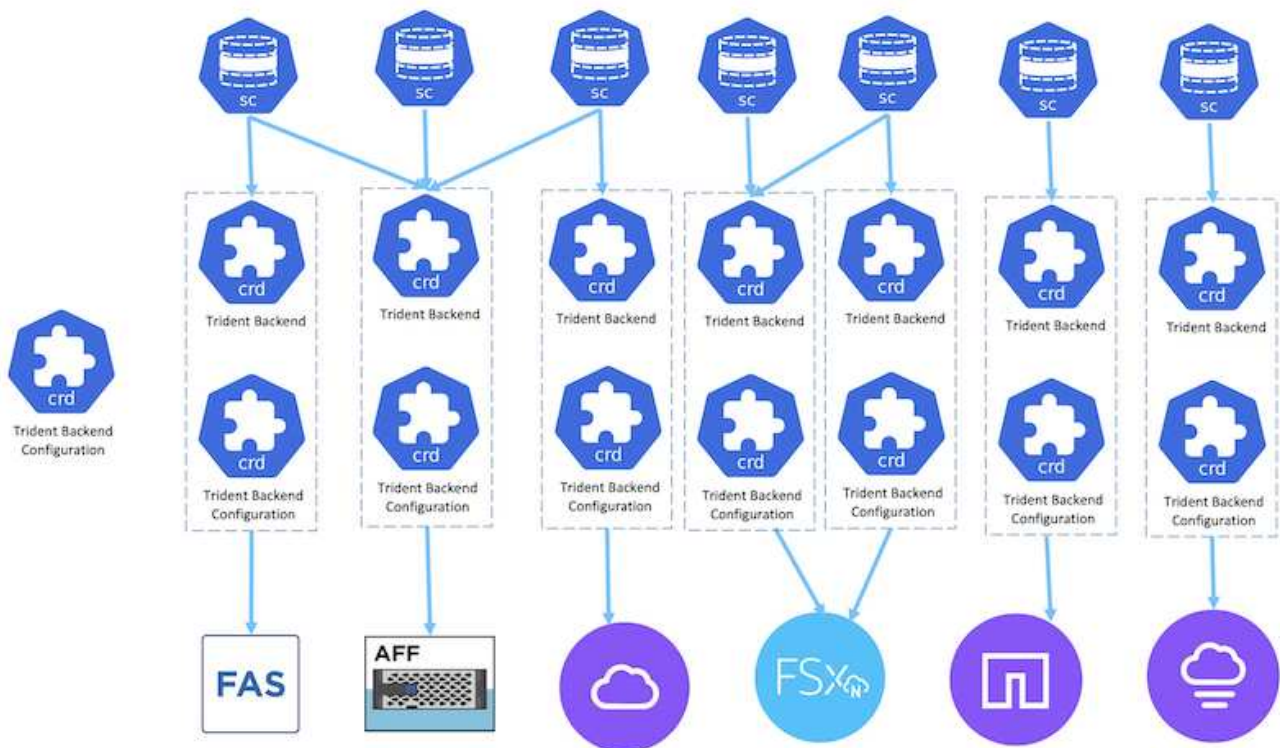 sc
sc
sc
sc
sc
sc
sc
crd
Trident Backend
crd
Trident Backend
crd
Trident Backend
crd
Trident Backend
crd
Trident Backend
crd
Trident Backend
crd
Trident Backend
crd
Trident Backend
Configuration
crd
Trident Backend
Configuration
crd
Trident Backend
Configuration
crd
Trident Backend
Configuration
crd
Trident Backend
Configuration
crd
Trident Backend
Configuration
crd
Trident Backend
Configuration
crd
Trident Backend
Configuration
FAS
AFF
FSx
N